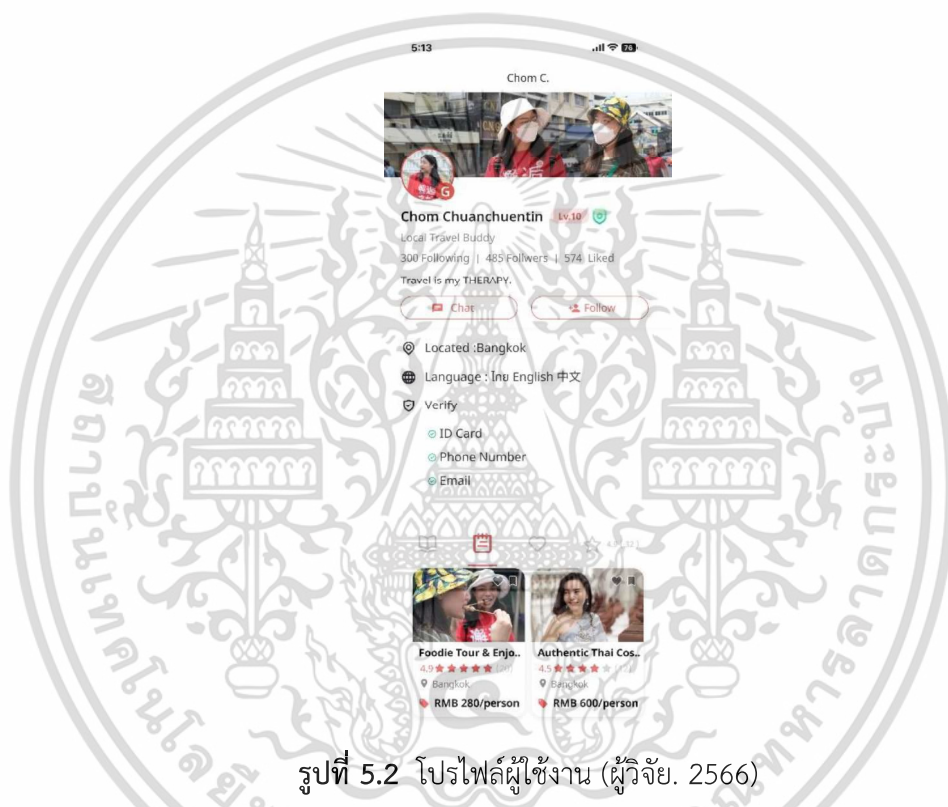 5:13
76
Chom C.
G
Chom Chuanchuentin Lv.10
Local Travel Buddy
300 Following | 485 Follwers | 574 Liked
Travel is my THERAPY.
Chat
Follow
Located :Bangkok
Language : ไทย English 中文
Verify
ID Card
Phone Number
Email
Foodie Tour & Enjo..
Authentic Thai Cos..
4.9
4.5
Bangkok
Bangkok
RMB 280/person
RMB 600/person
รูปที่ 5.2 โปรไฟล์ผู้ใช้งาน (ผู้วิจัย. 2566)